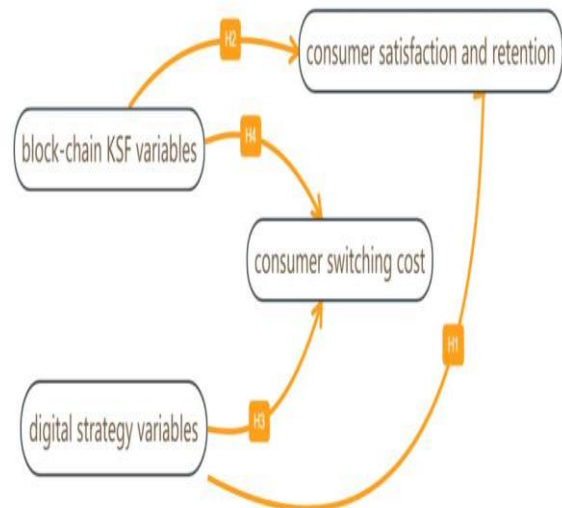 H2
consumer satisfaction and retention
block-chain KSF variables
H4
consumer switching cost
H1
digital strategy variables
H3